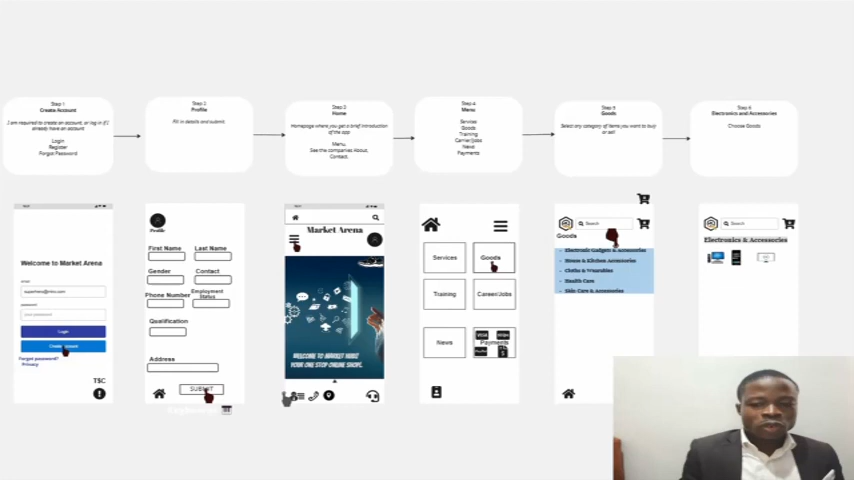 Step 1
Create Account
I am required to create an account, or log in if I
already have an account
Login
Register
Forgot Password
Step 2
Profile
Fill in details and submit
Step 3
Home
Homepage where you get a brief introduction
of the app
Menu
See the companies About,
Contact.
Step 4
Menu
Services
Goods
Training
Carrier/Jobs
News
Payments
Step 5
Goods
Select any category of items you want to buy
or sell
Step 6
Electronics and Accessories
Choose Goods
Welcome to Market Arena
email
password
Login
Create Account
Forgot password?
Privacy
T$C
Profile
First Name
Last Name
Gender
Contact
Phone Number
Employment
Status
Qualification
Address
SUBMIT
Market Arena
WELCOME TO MARKET
YOUR ONE STOP ONLINE SHOP.
Services
Goods
Training
Career/Jobs
News
Payments
Search
Goods
Electronic Gadgets & Accessories
House & Kitchen Accessories
Cloths & Wearables
Health Care
Skin Care & Accessories
Search
Electronics & Accessories